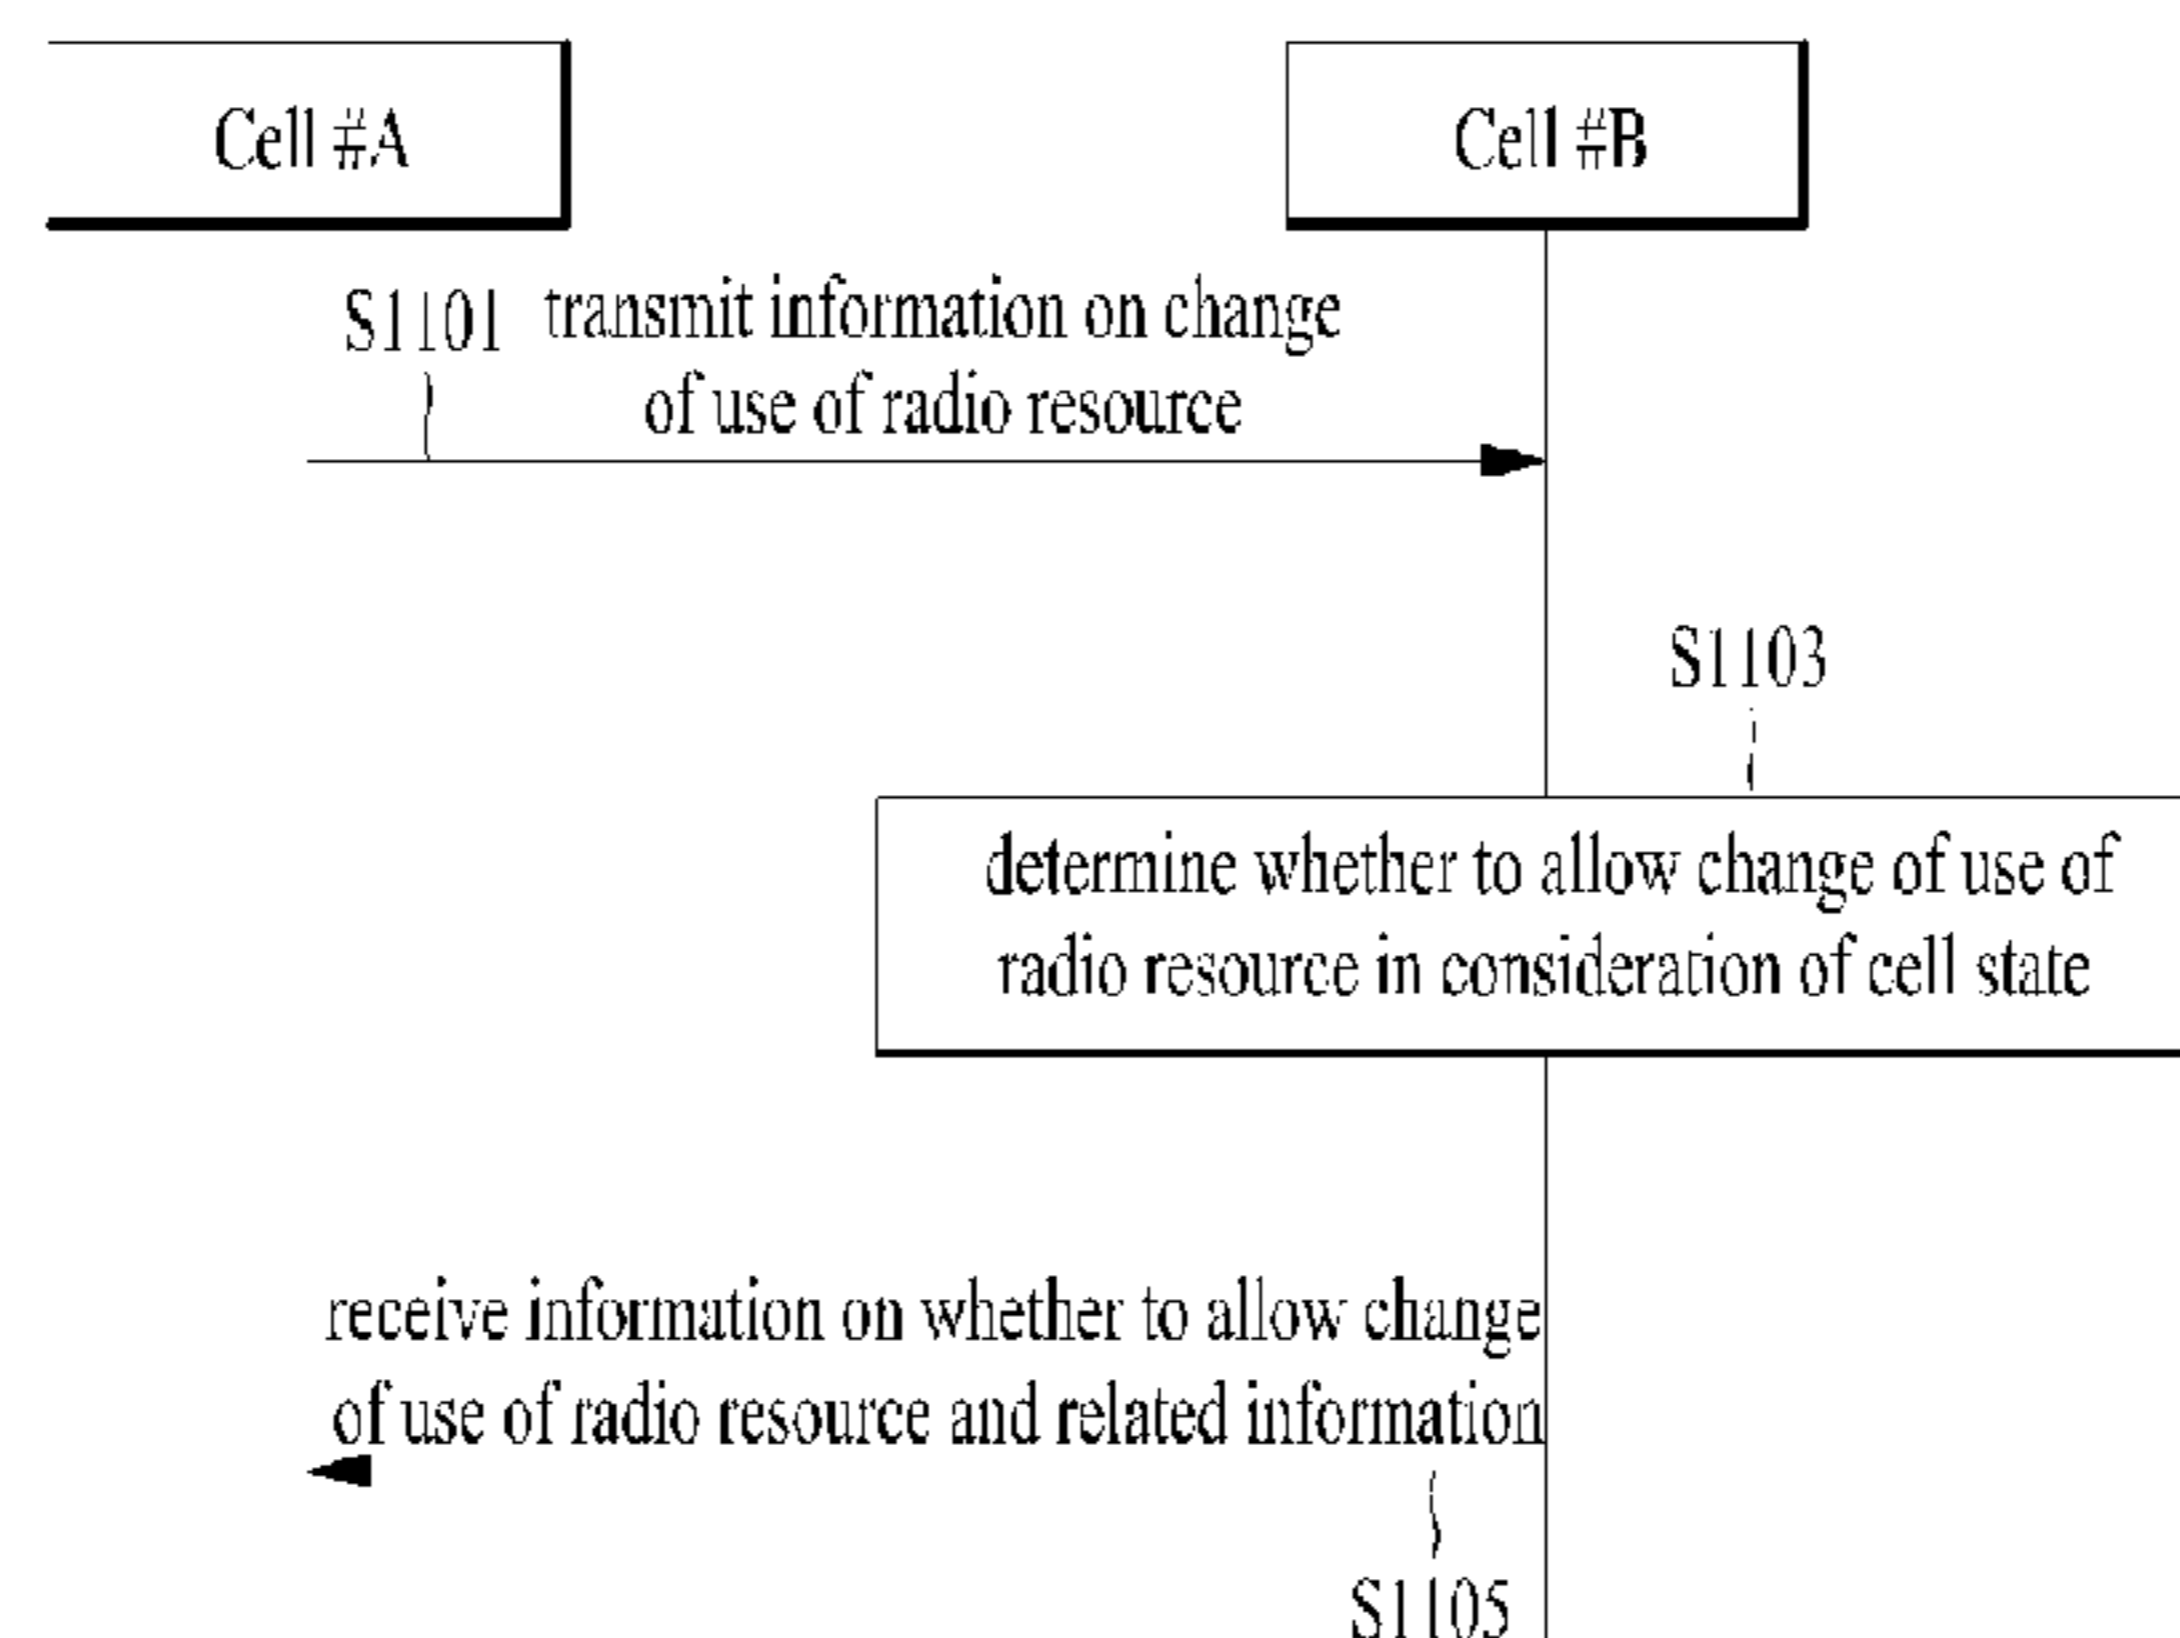 Cell #A
Cell #B
S1101
transmit information on change
of use of radio resource
S1103
determine whether to allow change of use of
radio resource in consideration of cell state
receive information on whether to allow change
of use of radio resource and related information
S1105